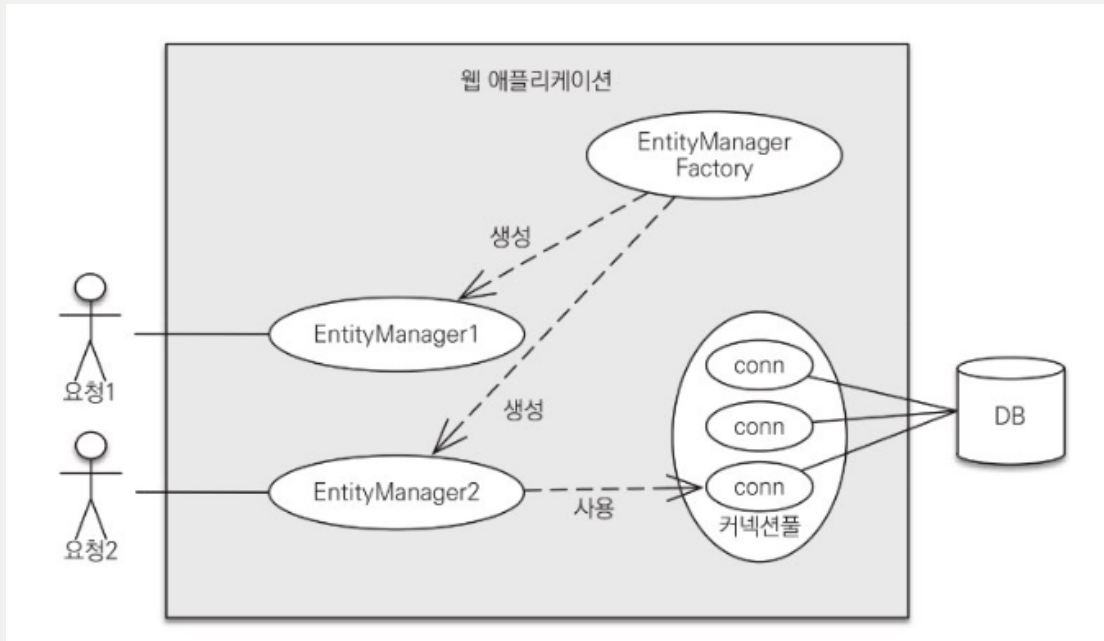 웹 애플리케이션
EntityManager
Factory
생성
EntityManager1
요청1
conn
생성
conn
DB
EntityManager2
conn
사용
커넥션풀
요청2